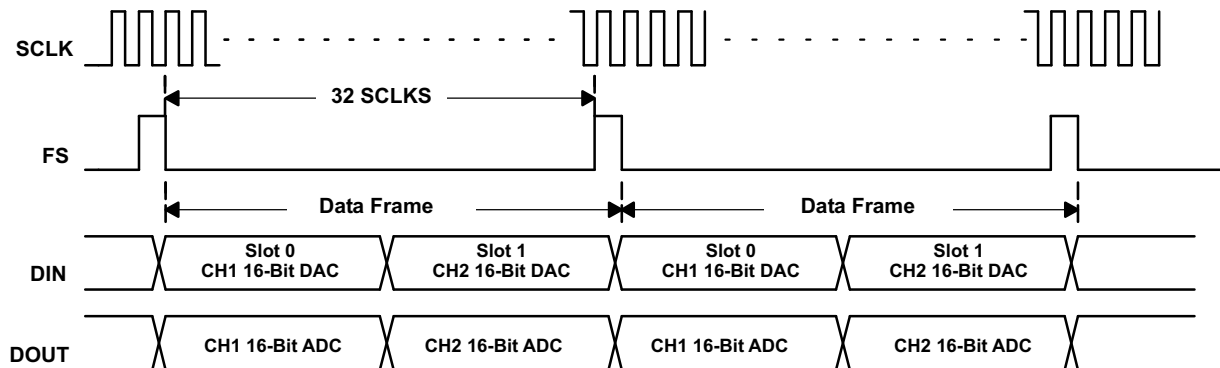 SCLK
32 SCLKS
FS
Data Frame
Data Frame
DIN
Slot 0
CH1 16-Bit DAC
Slot 1
CH2 16-Bit DAC
Slot 0
CH1 16-Bit DAC
Slot 1
CH2 16-Bit DAC
DOUT
CH1 16-Bit ADC
CH2 16-Bit ADC
CH1 16-Bit ADC
CH2 16-Bit ADC